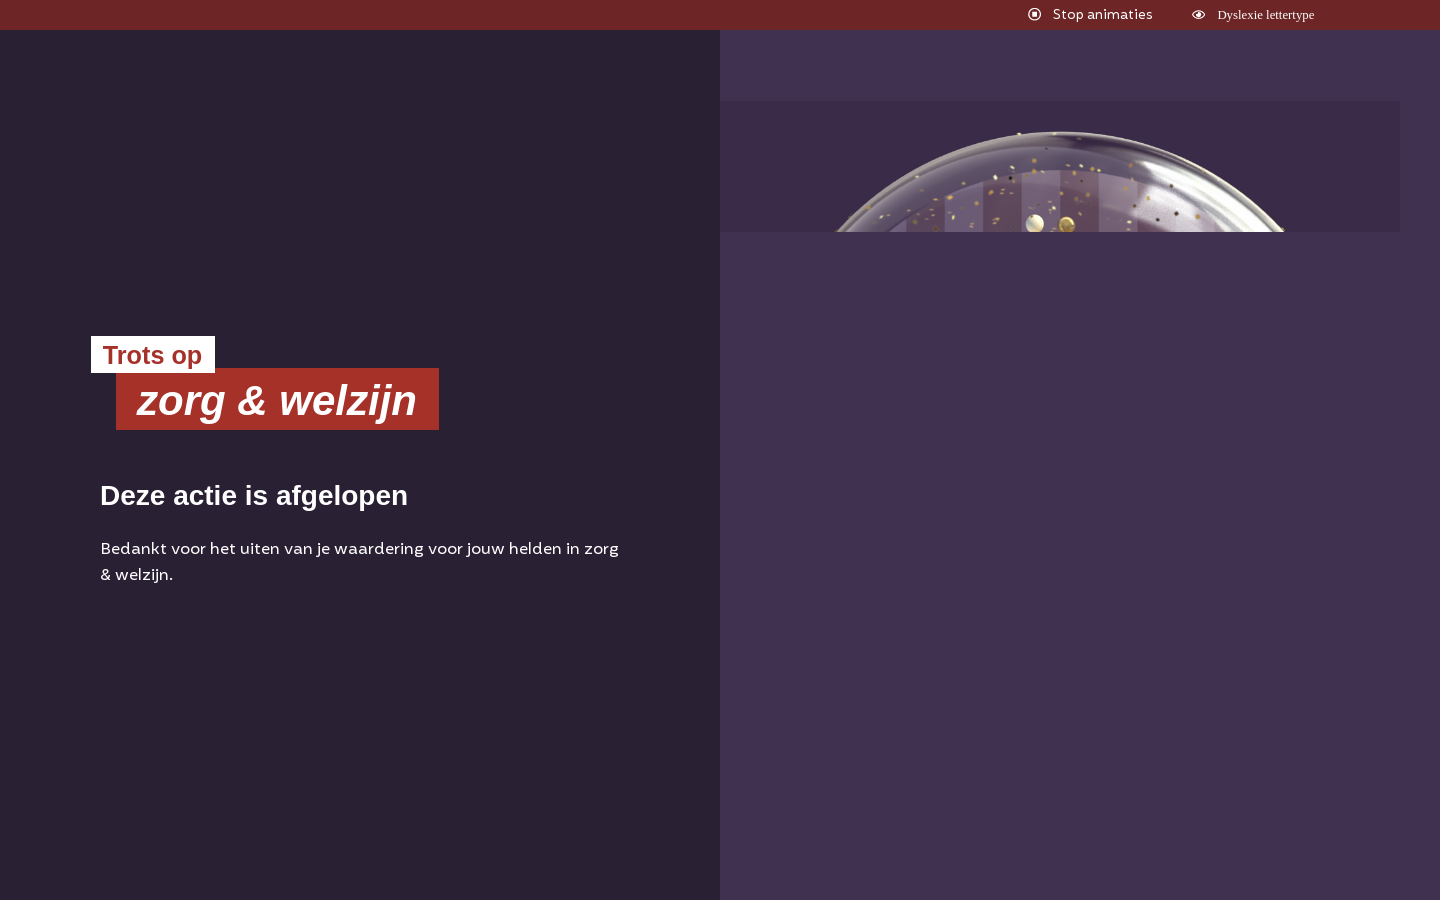 Stop animaties
Dyslexie lettertype
Trots op
zorg & welzijn
Deze actie is afgelopen
Bedankt voor het uiten van je waardering voor jouw helden in zorg
& welzijn.